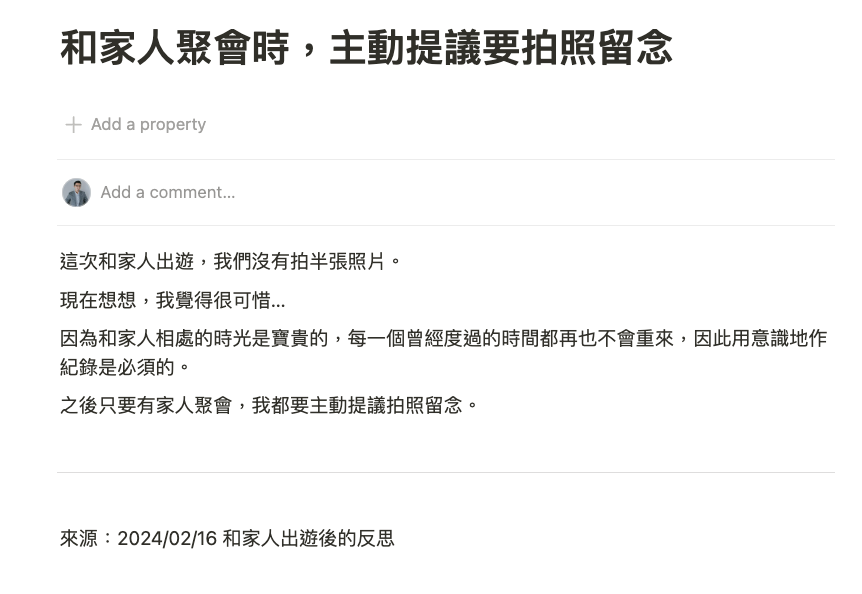 和家人聚會時，主動提議要拍照留念
Add a property
Add a comment...
這次和家人出遊，我們沒有拍半張照片。
現在想想，我覺得很可惜...
因為和家人相處的時光是寶貴的，每一個曾經度過的時間都再也不會重來，因此用意識地作
紀錄是必須的。
之後只要有家人聚會，我都要主動提議拍照留念。
來源：2024/02/16 和家人出遊後的反思